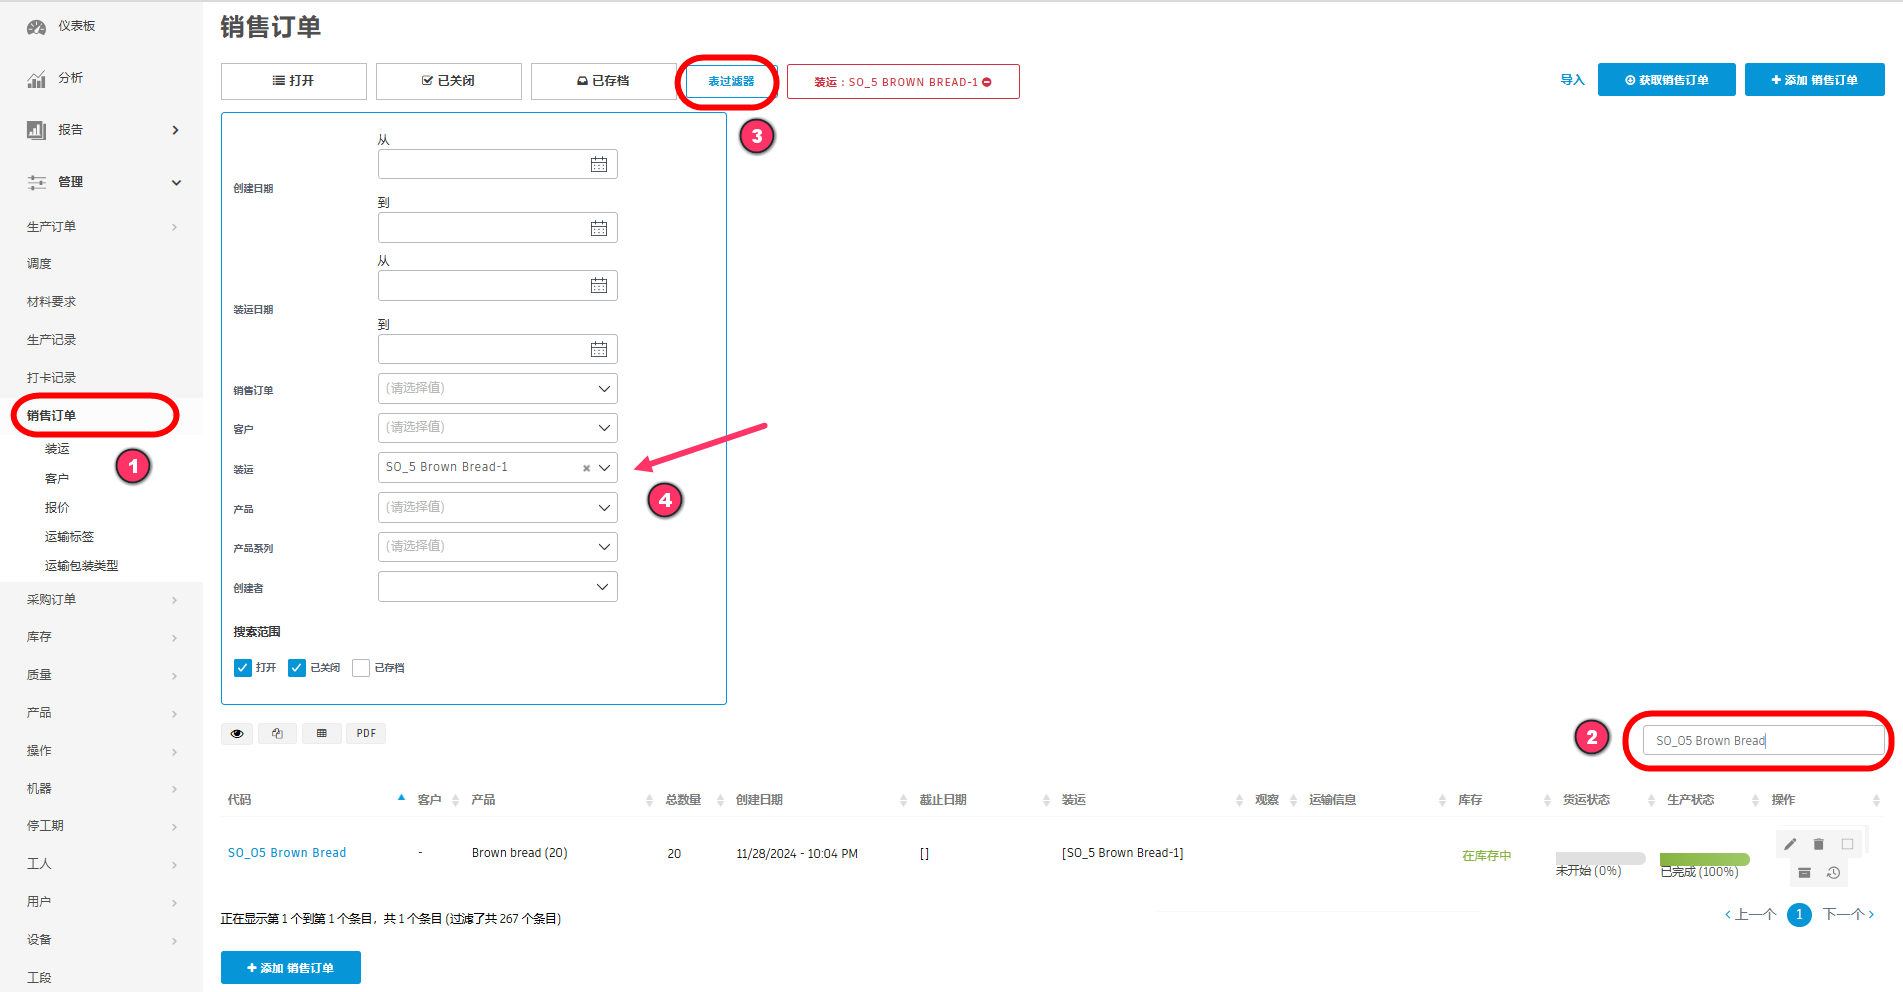 仪表板
分析
报告
管理
生产订单
调度
材料要求
生产记录
打卡记录
销售订单
装运
客户
报价
运输标签
运输包装类型
采购订单
库存
质量
产品
操作
机器
停工期
工人
用户
设备
工段
1
销售订单
打开
已关闭
已存档
表过滤器
装运 : SO_5 BROWN BREAD-1
导入
获取销售订单
添加 销售订单
3
创建日期
从
到
装运日期
从
到
销售订单 (请选择值)
客户 (请选择值)
装运 SO_5 Brown Bread-1
4
产品 (请选择值)
产品系列 (请选择值)
创建者
搜索范围
打开 已关闭 已存档
PDF
2
SO_05 Brown Bread
代码 客户 产品 总数量 创建日期 截止日期 装运 观察 运输信息 库存 货运状态 生产状态 操作
SO_05 Brown Bread - Brown bread (20) 20 11/28/2024 - 10:04 PM [] [SO_5 Brown Bread-1] 在库存中 未开始 (0%) 已完成 (100%)
正在显示第 1 个到第 1 个条目，共 1 个条目 (过滤了共 267 个条目)
上一个 1 下一个
添加 销售订单